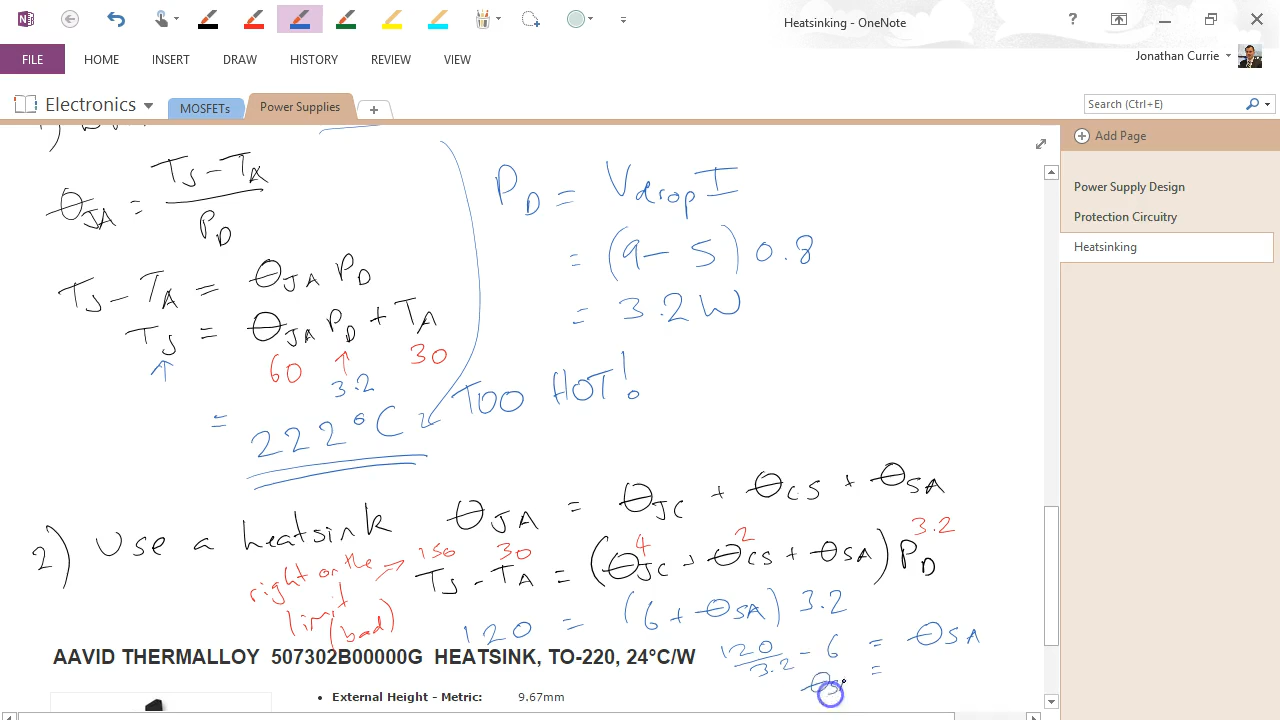 Heatsinking - OneNote
?
FILE HOME INSERT DRAW HISTORY REVIEW VIEW
Jonathan Currie
Electronics MOSFETs Power Supplies +
Search (Ctrl+E)
Add Page
Power Supply Design
Protection Circuitry
Heatsinking
θJA = TJ - TA / PD
TJ - TA = θJA PD
TJ = θJA PD + TA
60 3.2 30
= 222°C TOO HOT!
PD = Vdrop I
= (9 - 5) 0.8
= 3.2 W
2) Use a heatsink θJA = θJC + θCS + θSA
150 30 4 2 3.2
TJ - TA = (θJC + θCS + θSA) PD
right on the limit (bad)
120 = (6 + θSA) 3.2
120/3.2 - 6 = θSA
θS =
AAVID THERMALLOY 507302B00000G HEATSINK, TO-220, 24°C/W
External Height - Metric: 9.67mm